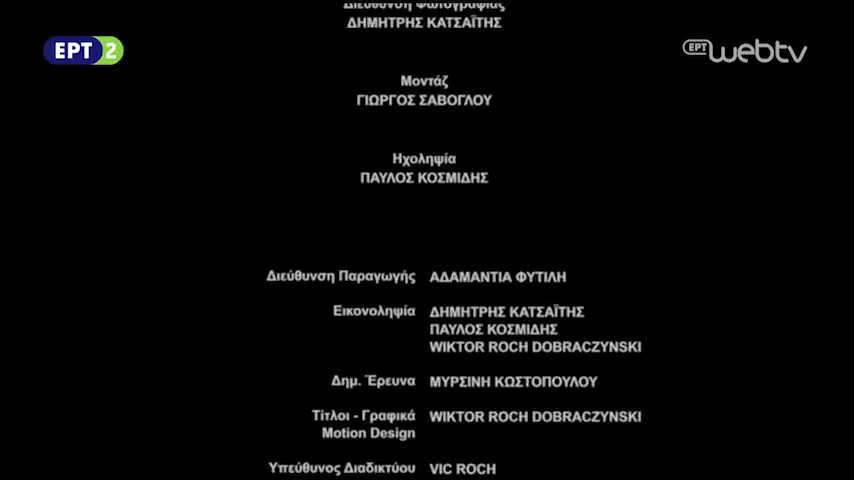 Διεύθυνση Φωτογραφίας
ΔΗΜΗΤΡΗΣ ΚΑΤΣΑΪΤΗΣ
ΕΡΤ 2
ΕΡΤ webtv
Μοντάζ
ΓΙΩΡΓΟΣ ΣΑΒΟΓΛΟΥ
Ηχοληψία
ΠΑΥΛΟΣ ΚΟΣΜΙΔΗΣ
Διεύθυνση Παραγωγής ΑΔΑΜΑΝΤΙΑ ΦΥΤΙΛΗ
Εικονοληψία ΔΗΜΗΤΡΗΣ ΚΑΤΣΑΪΤΗΣ
ΠΑΥΛΟΣ ΚΟΣΜΙΔΗΣ
WIKTOR ROCH DOBRACZYNSKI
Δημ. Έρευνα ΜΥΡΣΙΝΗ ΚΩΣΤΟΠΟΥΛΟΥ
Τίτλοι - Γραφικά WIKTOR ROCH DOBRACZYNSKI
Motion Design
Υπεύθυνος Διαδικτύου VIC ROCH